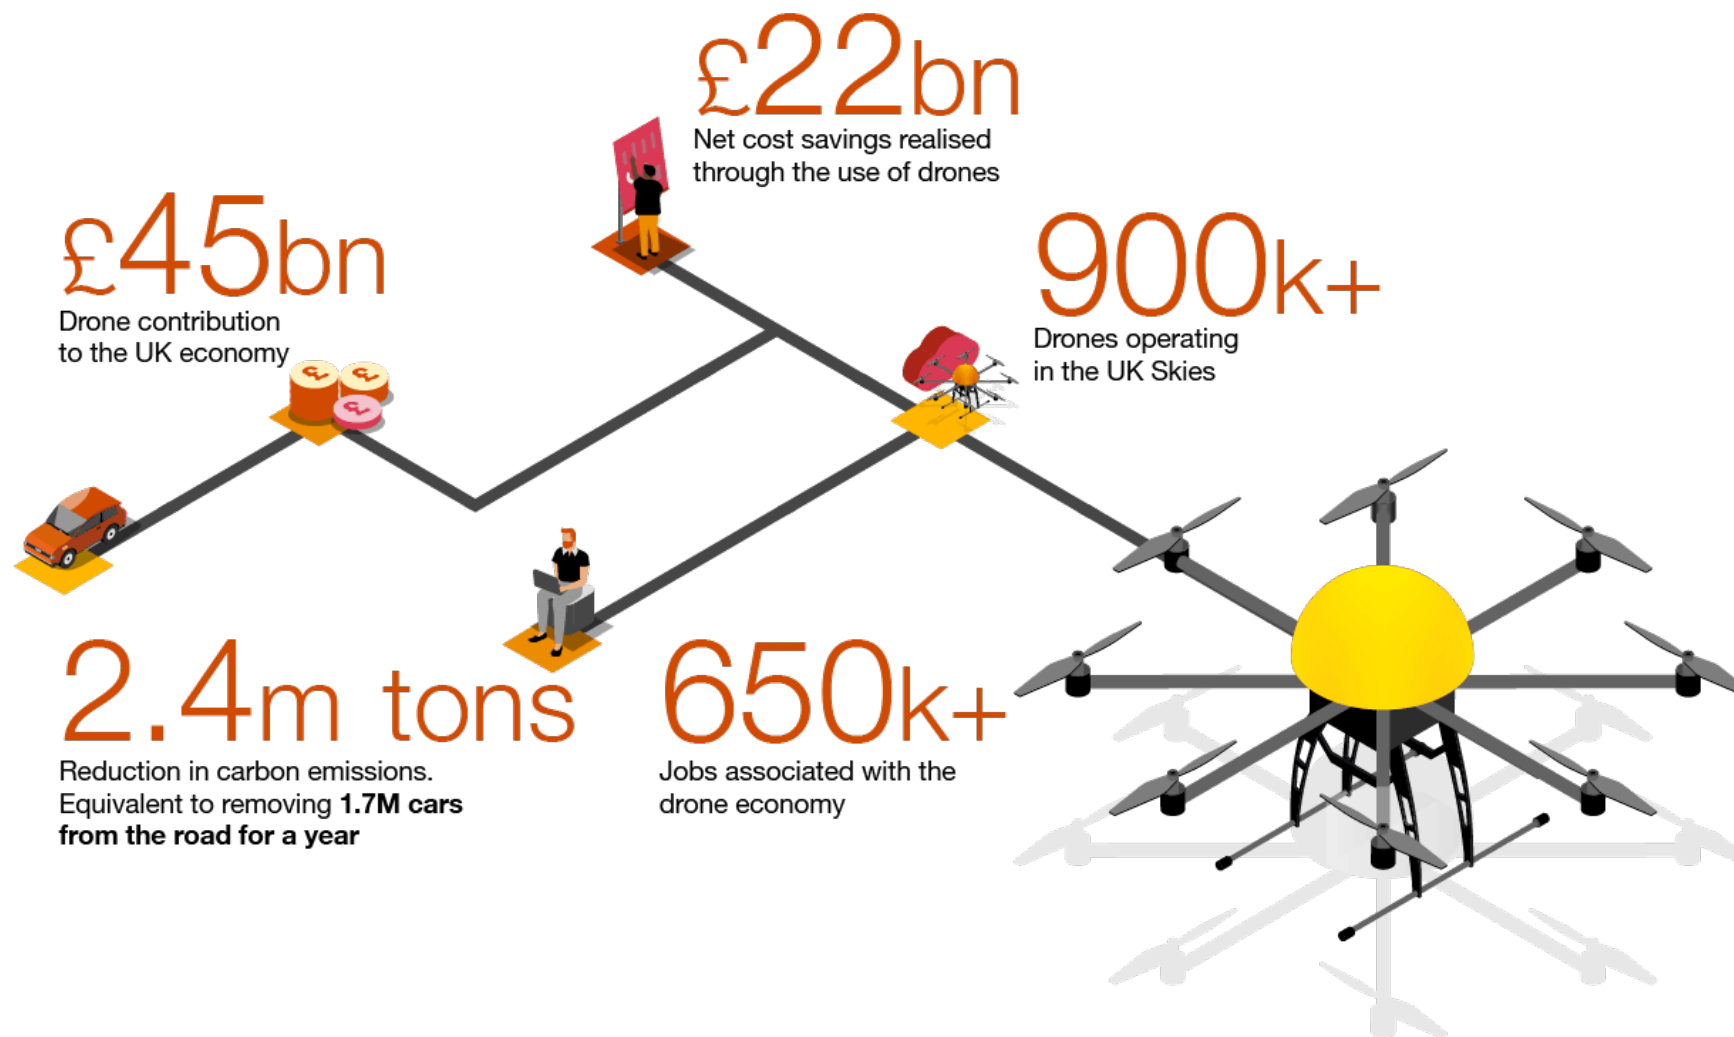 £22bn
Net cost savings realised
through the use of drones
£45bn
Drone contribution
to the UK economy
900k+
Drones operating
in the UK Skies
2.4m tons
Reduction in carbon emissions.
Equivalent to removing 1.7M cars
from the road for a year
650k+
Jobs associated with the
drone economy